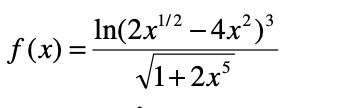 f(x) = ln(2x^{1/2} − 4x^2)^3 / √(1+2x^5)